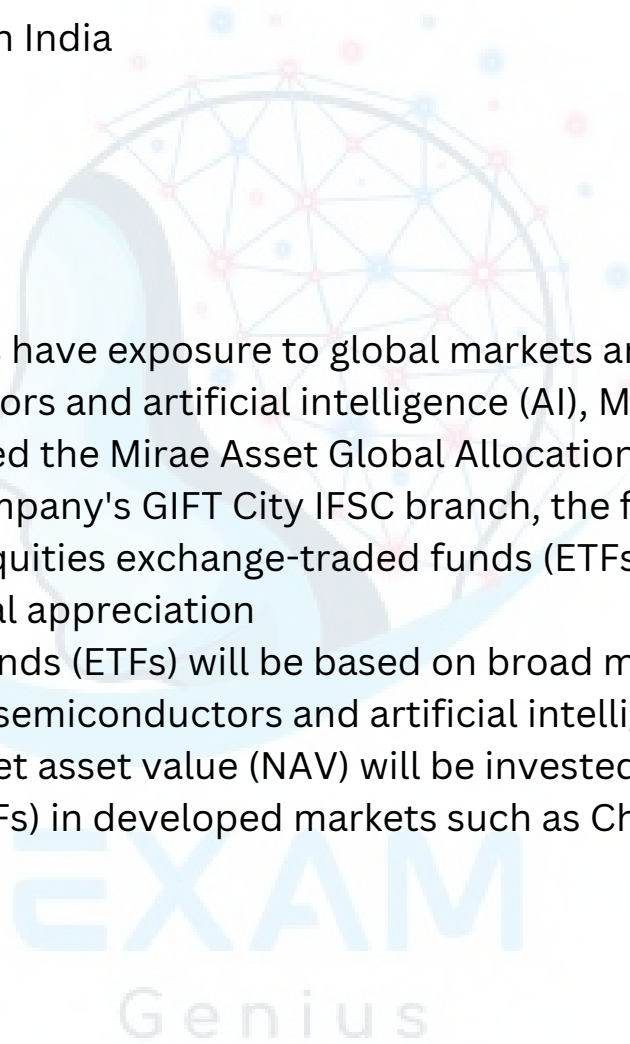 n India
s have exposure to global markets ar
ors and artificial intelligence (AI), M
ed the Mirae Asset Global Allocation
mpany's GIFT City IFSC branch, the f
quities exchange-traded funds (ETFs
al appreciation
nds (ETFs) will be based on broad m
semiconductors and artificial intellig
et asset value (NAV) will be invested
Fs) in developed markets such as Ch
EXAM
Genius